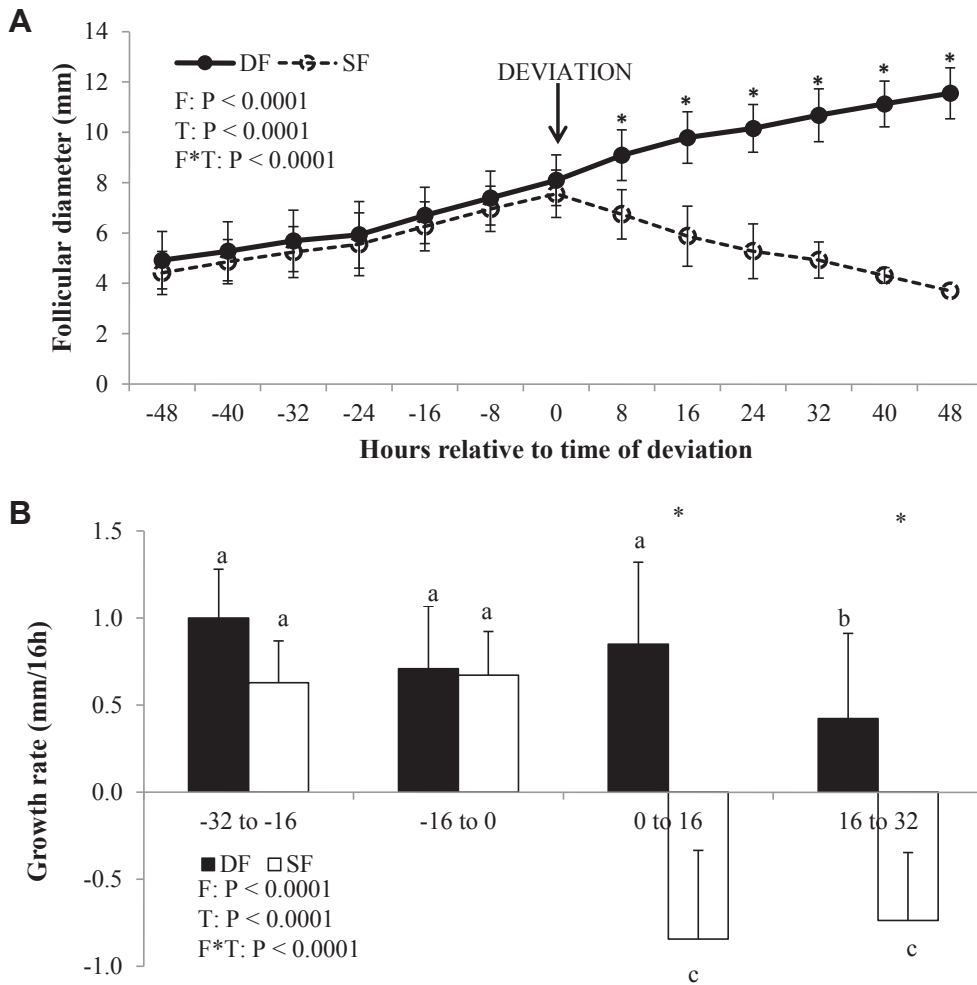 A
Follicular diameter (mm)
14
12
10
8
6
4
2
0
DF SF
F: P < 0.0001
T: P < 0.0001
F*T: P < 0.0001
DEVIATION
* * * * * *
-48 -40 -32 -24 -16 -8 0 8 16 24 32 40 48
Hours relative to time of deviation
B
Growth rate (mm/16h)
1.5
1.0
0.5
0.0
-0.5
-1.0
* *
a a a a a b
-32 to -16 -16 to 0 0 to 16 16 to 32
DF SF
F: P < 0.0001
T: P < 0.0001
F*T: P < 0.0001
c c